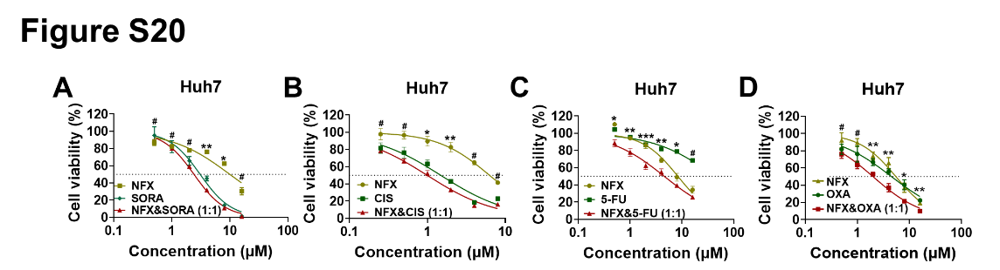 Figure S20
A
Huh7
Cell viability (%)
120
100
80
60
40
20
0
# # # ** * #
NFX
SORA
NFX&SORA (1:1)
0.1 1 10 100
Concentration (μM)
B
Huh7
Cell viability (%)
120
100
80
60
40
20
0
# # * ** # #
NFX
CIS
NFX&CIS (1:1)
0.1 1 10
Concentration (μM)
C
Huh7
Cell viability (%)
120
100
80
60
40
20
0
* ** *** ** * #
NFX
5-FU
NFX&5-FU (1:1)
0.1 1 10 100
Concentration (μM)
D
Huh7
Cell viability (%)
120
100
80
60
40
20
0
# # ** ** * **
NFX
OXA
NFX&OXA (1:1)
0.1 1 10 100
Concentration (μM)